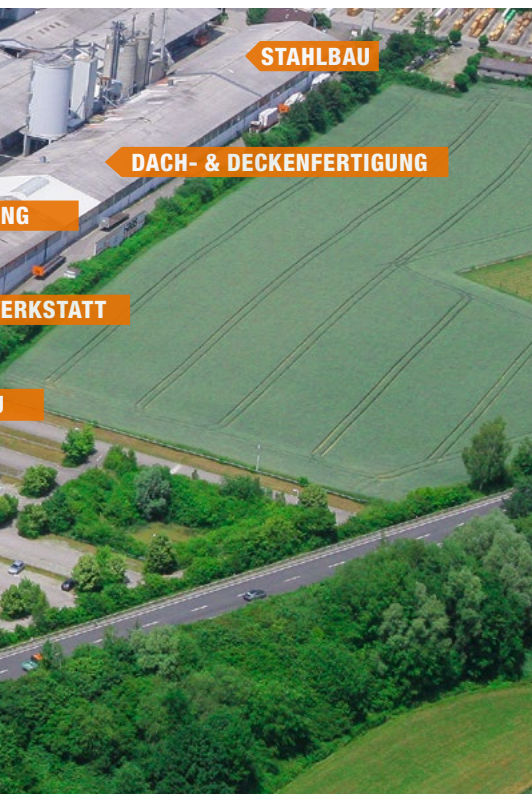 STAHLBAU
DACH- & DECKENFERTIGUNG
NG
ERKSTATT
U